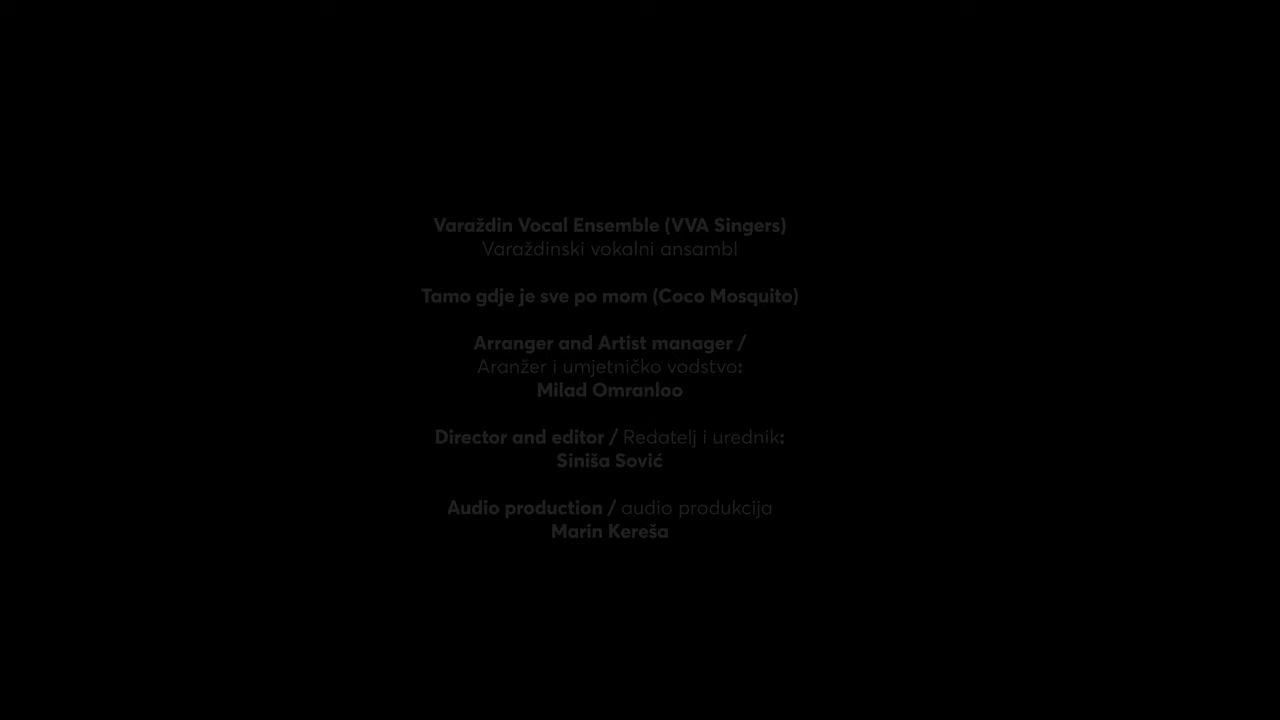 Varaždin Vocal Ensemble (VVA Singers)
Varaždinski vokalni ansambl
Tamo gdje je sve po mom (Coco Mosquito)
Arranger and Artist manager /
Aranžer i umjetničko vodstvo:
Milad Omranloo
Director and editor / Redatelj i urednik:
Siniša Sović
Audio production / audio produkcija
Marin Kereša